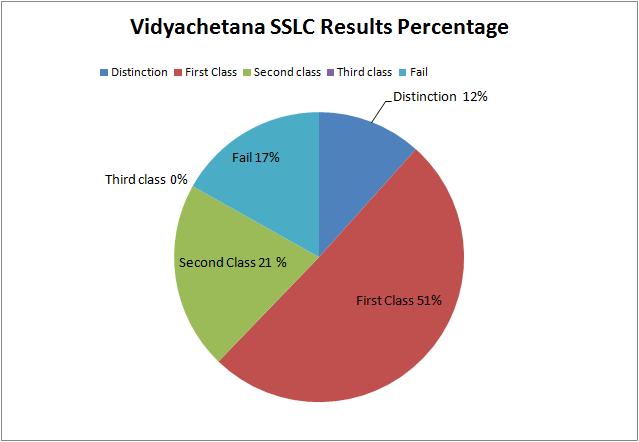 Vidyachetana SSLC Results Percentage
Distinction First Class Second class Third class Fail
Distinction 12%
Fail 17%
Third class 0%
Second Class 21 %
First Class 51%